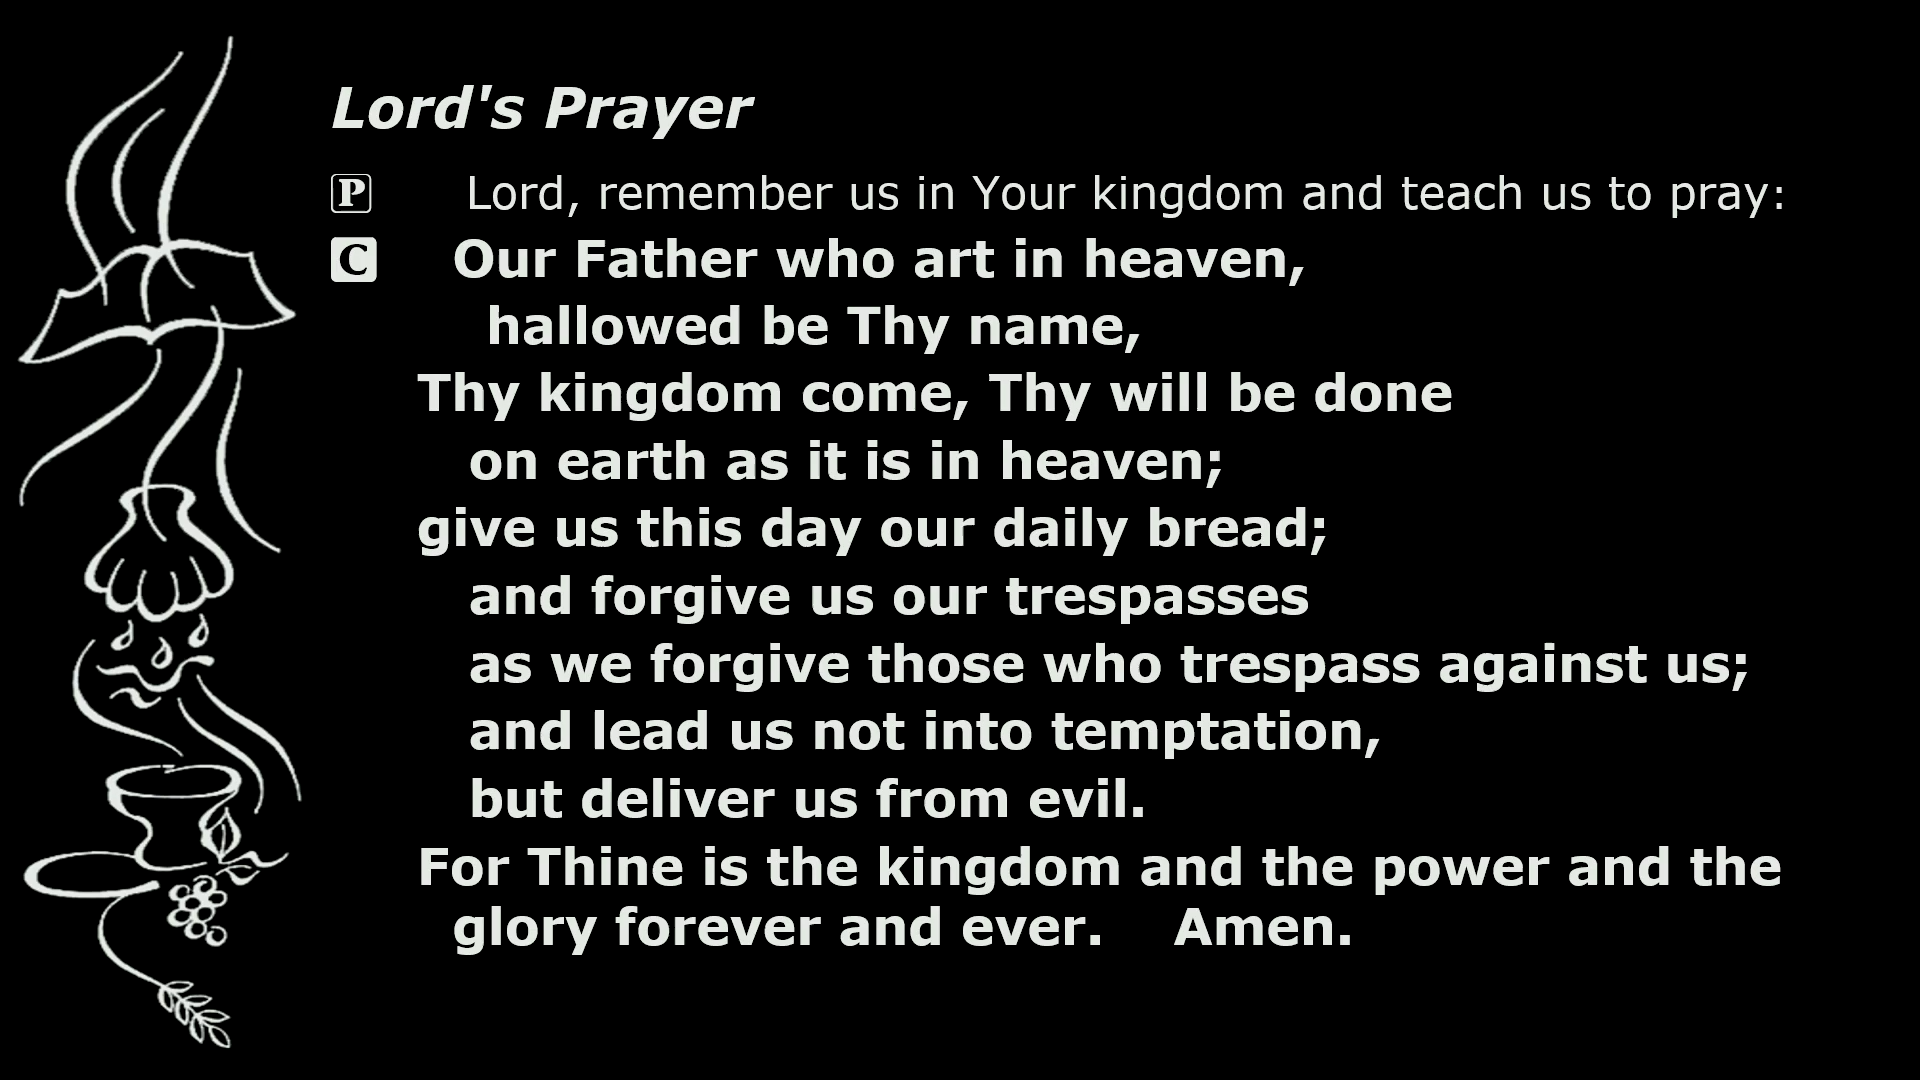 Lord's Prayer
P Lord, remember us in Your kingdom and teach us to pray:
C Our Father who art in heaven,
hallowed be Thy name,
Thy kingdom come, Thy will be done
on earth as it is in heaven;
give us this day our daily bread;
and forgive us our trespasses
as we forgive those who trespass against us;
and lead us not into temptation,
but deliver us from evil.
For Thine is the kingdom and the power and the
glory forever and ever. Amen.